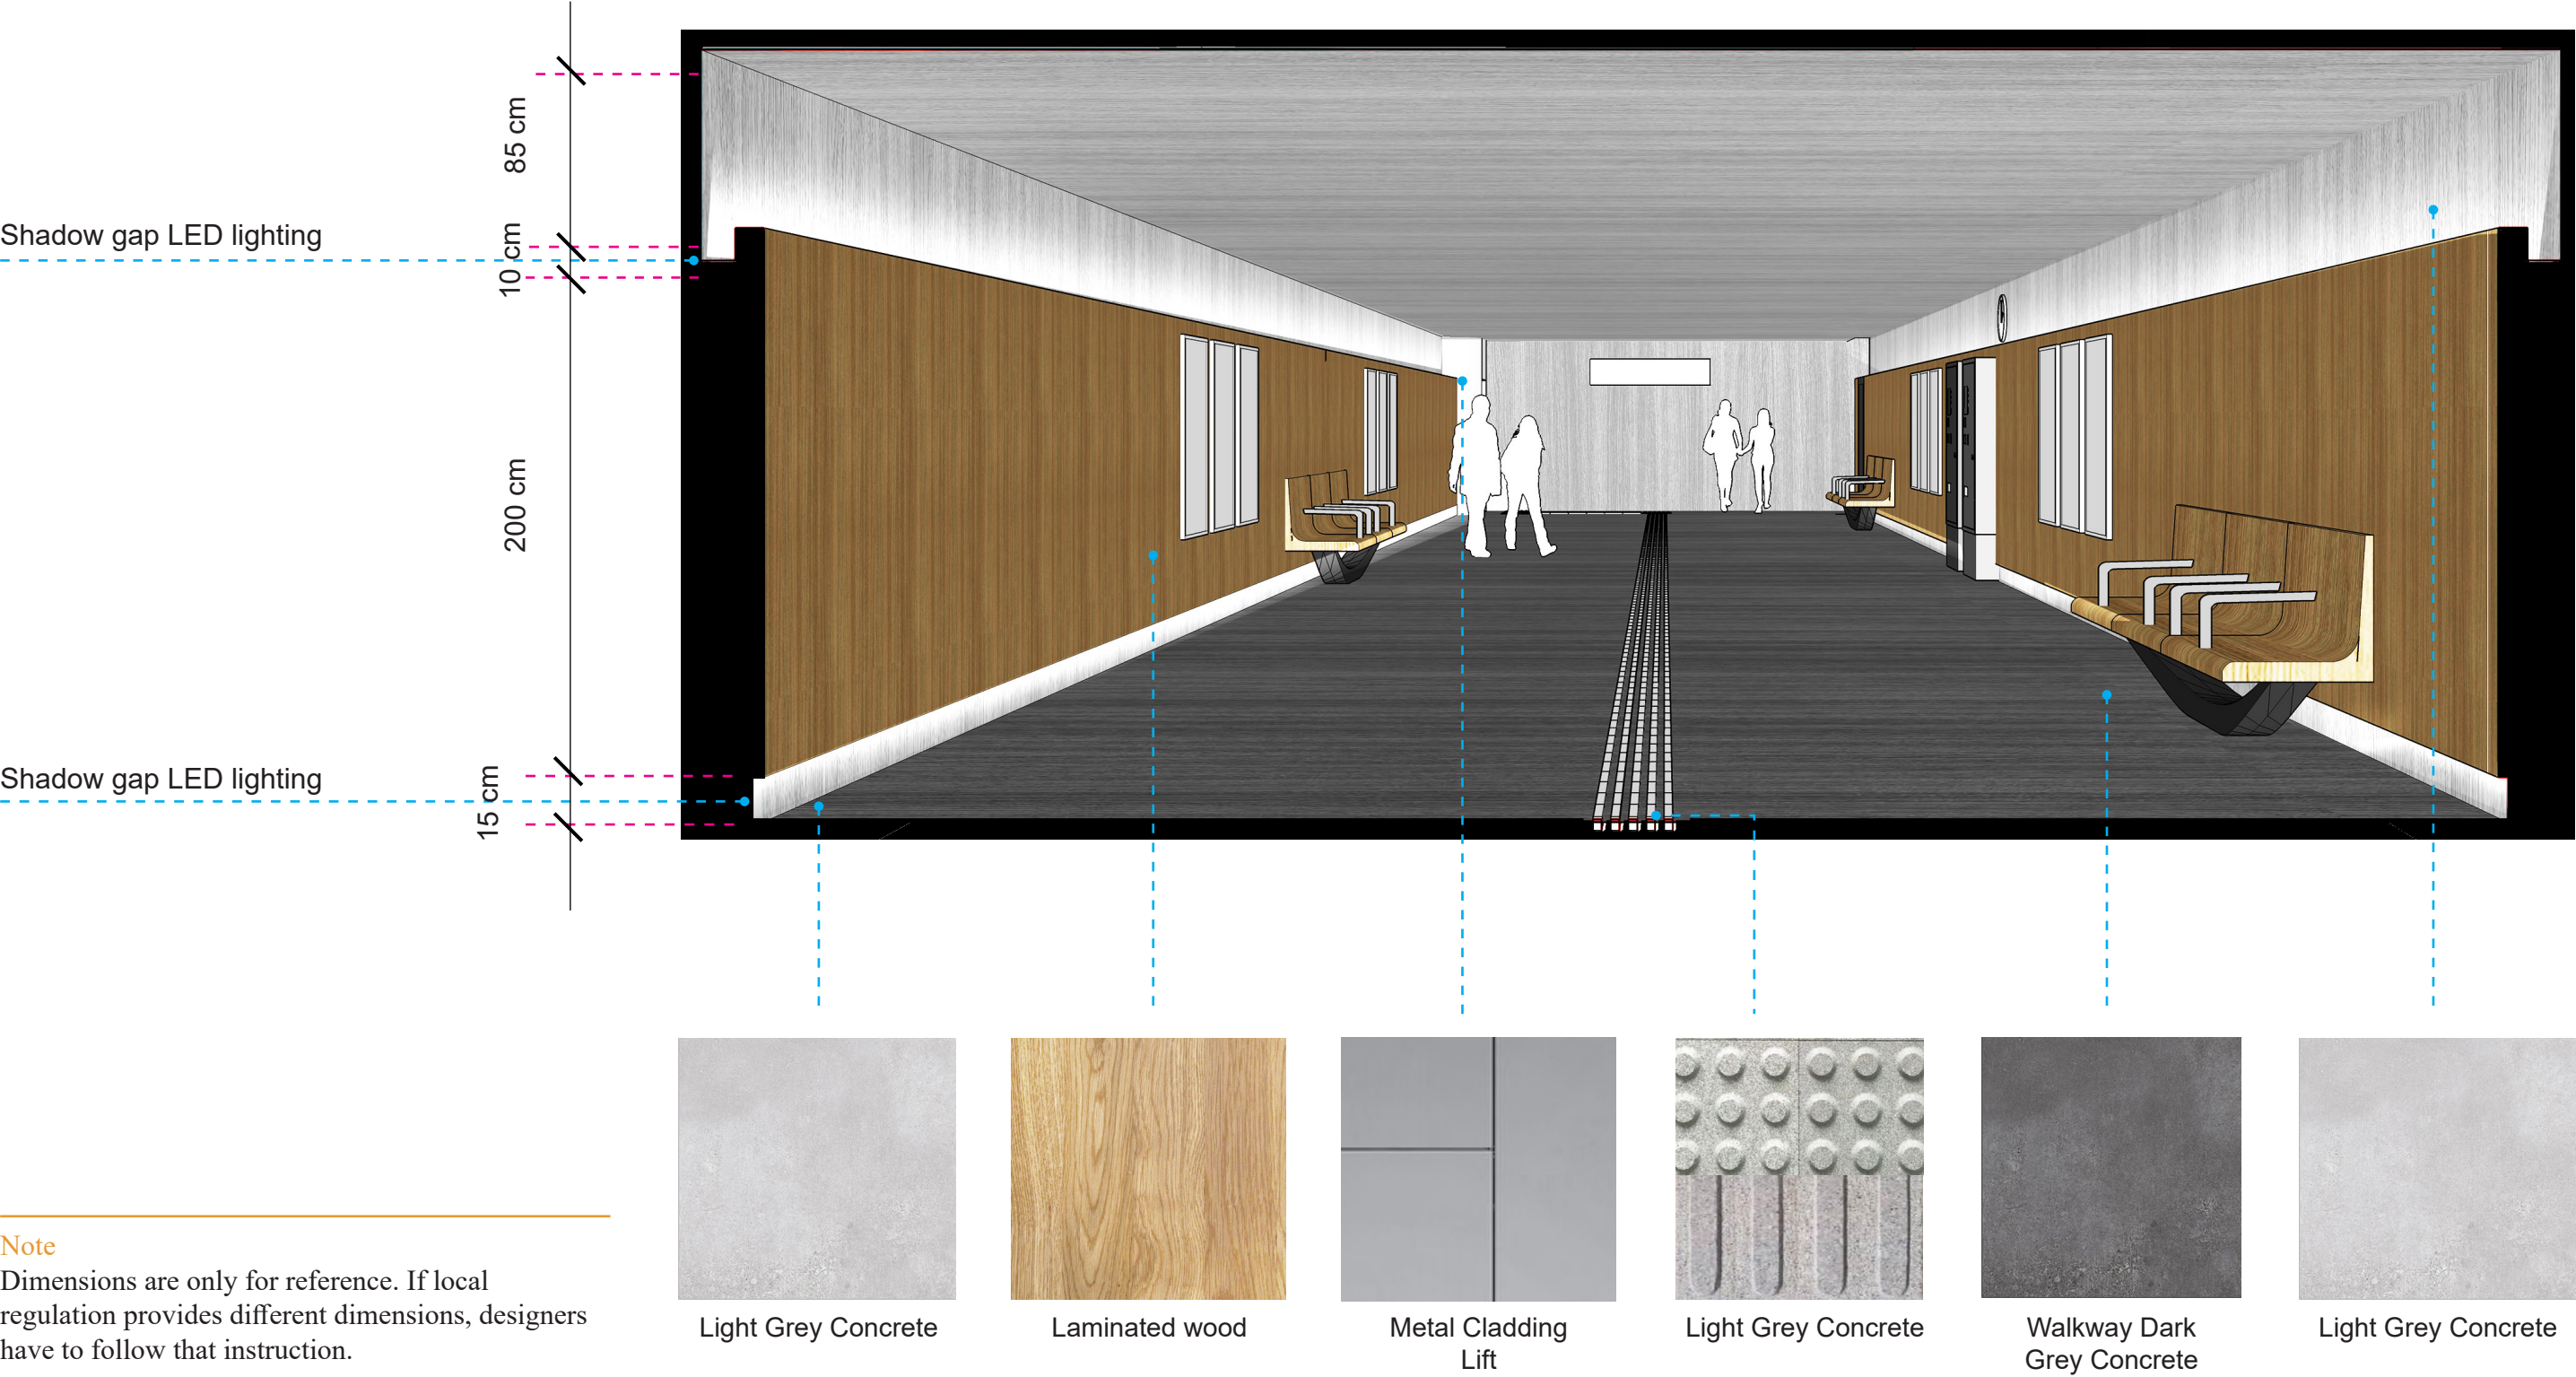 85 cm
Shadow gap LED lighting
10 cm
200 cm
Shadow gap LED lighting
15 cm
Note
Dimensions are only for reference. If local
regulation provides different dimensions, designers
have to follow that instruction.
Light Grey Concrete
Laminated wood
Metal Cladding
Lift
Light Grey Concrete
Walkway Dark
Grey Concrete
Light Grey Concrete